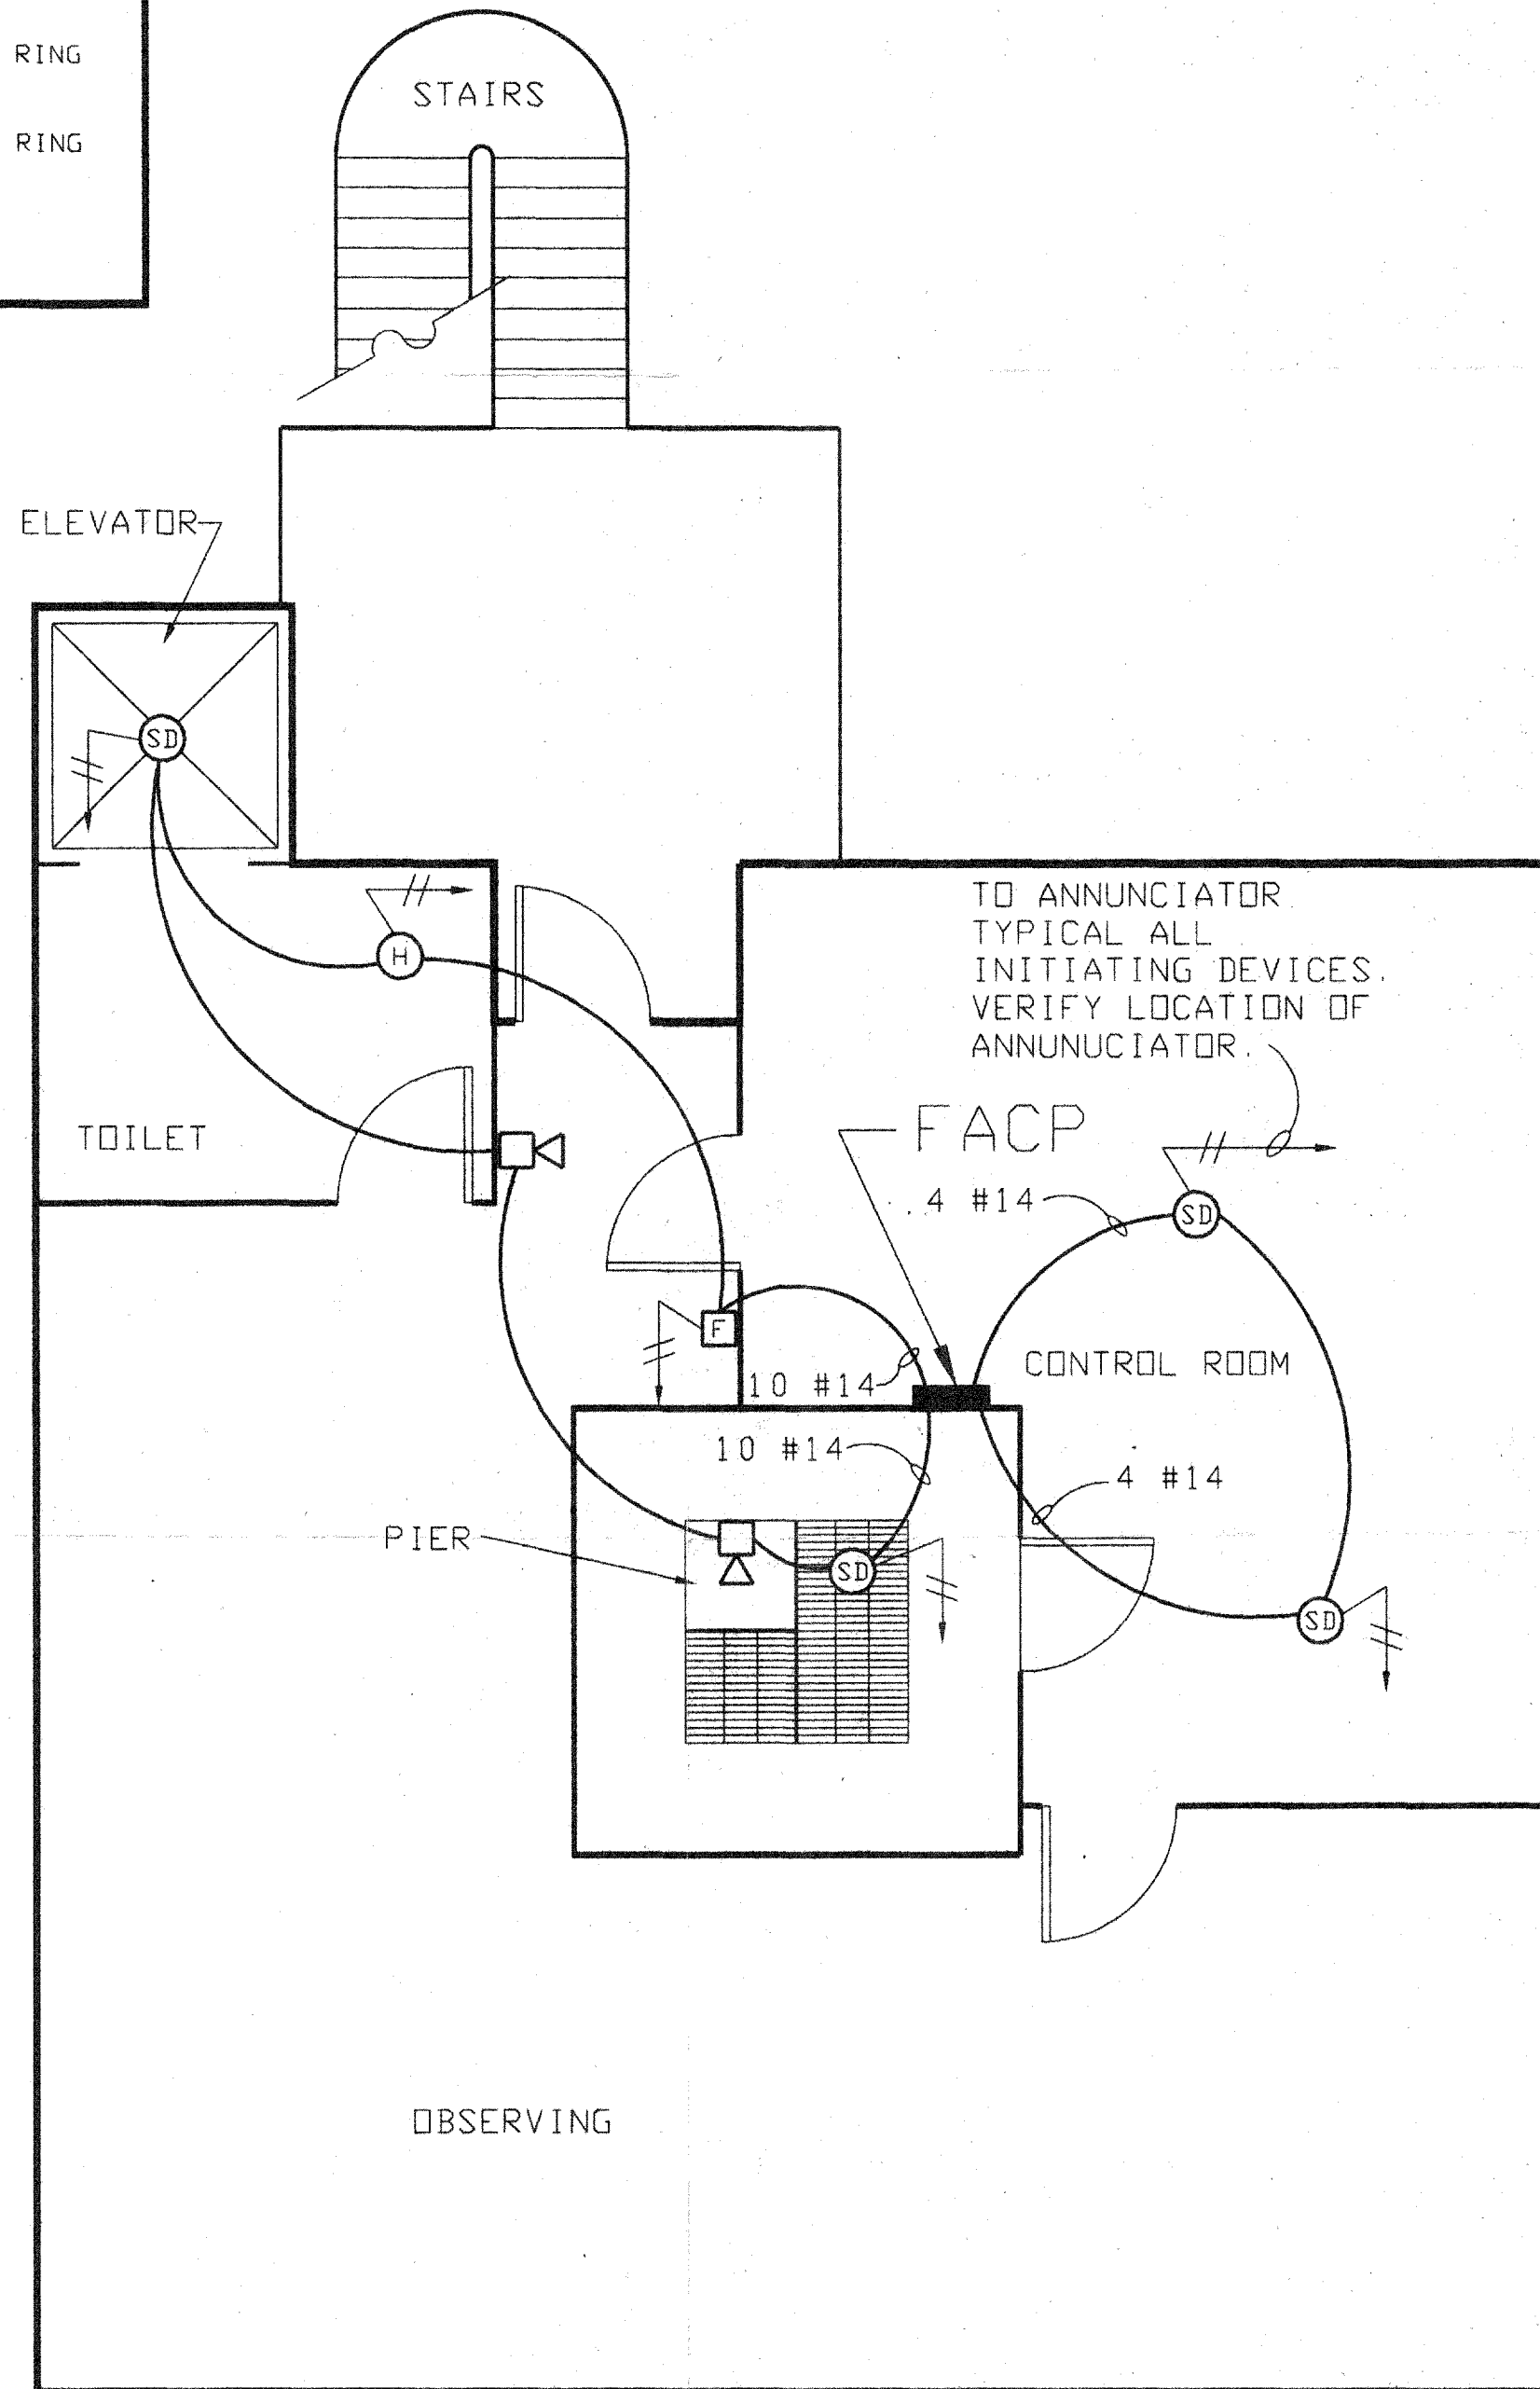 RING
RING
STAIRS
ELEVATOR
SD
H
TO ANNUNCIATOR
TYPICAL ALL
INITIATING DEVICES.
VERIFY LOCATION OF
ANNUNUCIATOR.
TOILET
FACP
4 #14
SD
F
10 #14
CONTROL ROOM
10 #14
4 #14
PIER
SD
SD
OBSERVING